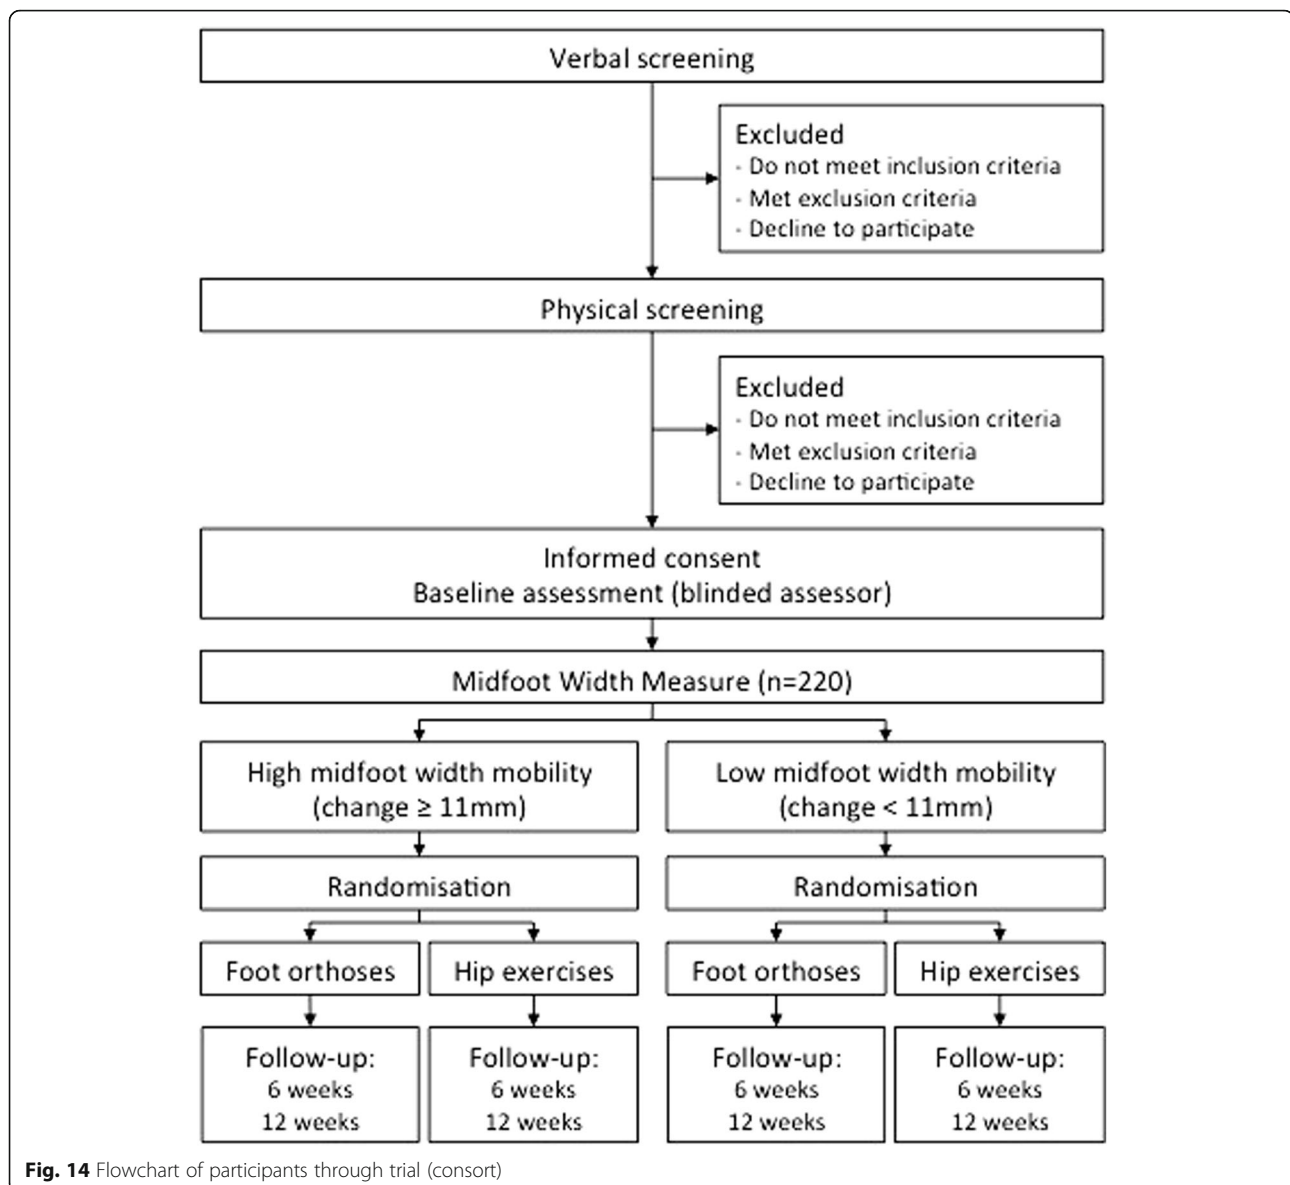 Verbal screening
Excluded
- Do not meet inclusion criteria
- Met exclusion criteria
- Decline to participate
Physical screening
Excluded
- Do not meet inclusion criteria
- Met exclusion criteria
- Decline to participate
Informed consent
Baseline assessment (blinded assessor)
Midfoot Width Measure (n=220)
High midfoot width mobility
(change ≥ 11mm)
Low midfoot width mobility
(change < 11mm)
Randomisation
Randomisation
Foot orthoses
Hip exercises
Foot orthoses
Hip exercises
Follow-up:
6 weeks
12 weeks
Follow-up:
6 weeks
12 weeks
Follow-up:
6 weeks
12 weeks
Follow-up:
6 weeks
12 weeks
Fig. 14 Flowchart of participants through trial (consort)